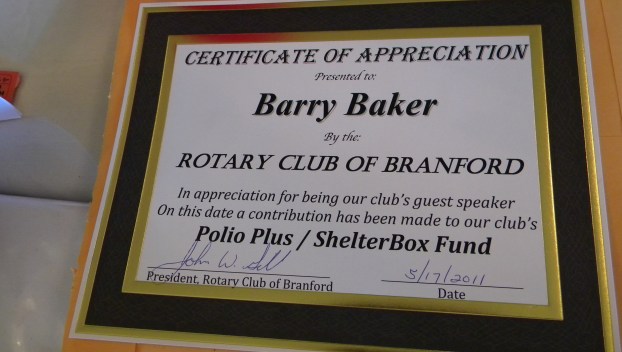 CERTIFICATE OF APPRECIATION
Presented to:
Barry Baker
By the:
ROTARY CLUB OF BRANFORD
In appreciation for being our club's guest speaker
On this date a contribution has been made to our club's
Polio Plus / ShelterBox Fund
John W. 5/17/2011
President, Rotary Club of Branford Date